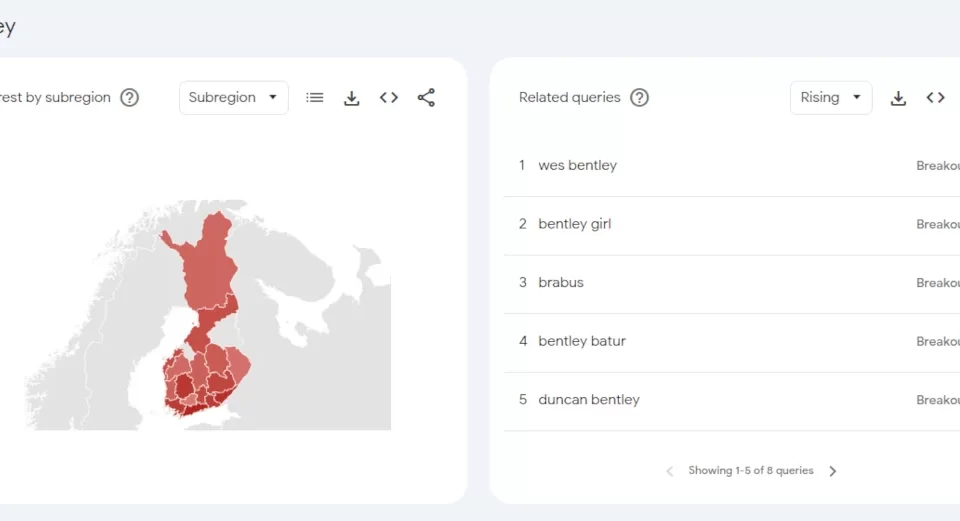 ey
rest by subregion
Subregion
Related queries
Rising
1 wes bentley Breakou
2 bentley girl Breakou
3 brabus Breakou
4 bentley batur Breakou
5 duncan bentley Breakou
Showing 1-5 of 8 queries